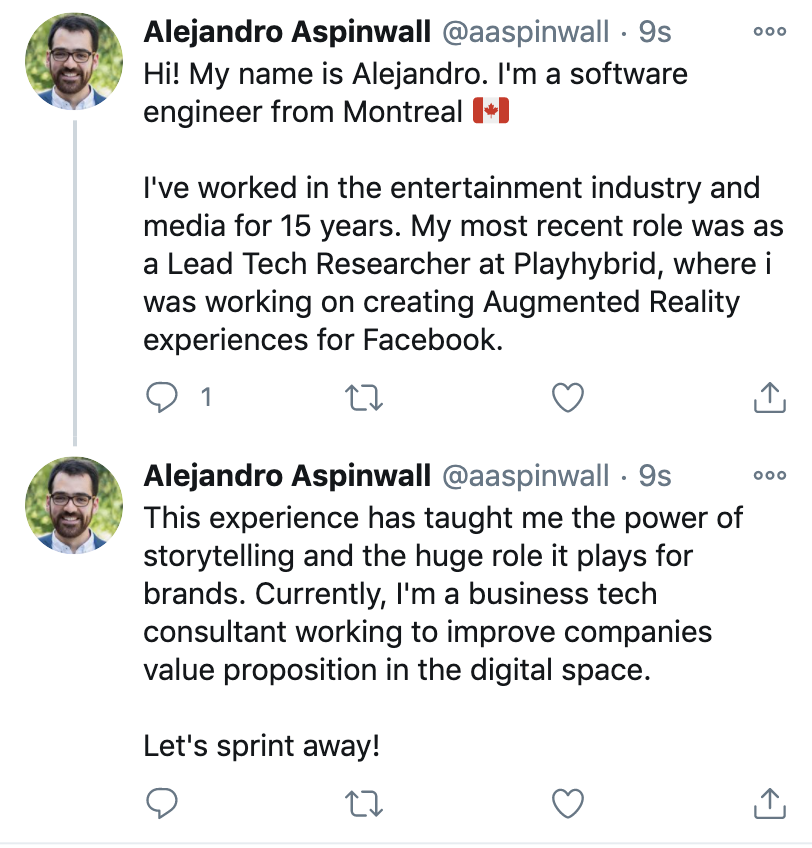 Alejandro Aspinwall @aaspinwall · 9s
Hi! My name is Alejandro. I'm a software
engineer from Montreal 🇨🇦
I've worked in the entertainment industry and
media for 15 years. My most recent role was as
a Lead Tech Researcher at Playhybrid, where i
was working on creating Augmented Reality
experiences for Facebook.
1
Alejandro Aspinwall @aaspinwall · 9s
This experience has taught me the power of
storytelling and the huge role it plays for
brands. Currently, I'm a business tech
consultant working to improve companies
value proposition in the digital space.
Let's sprint away!